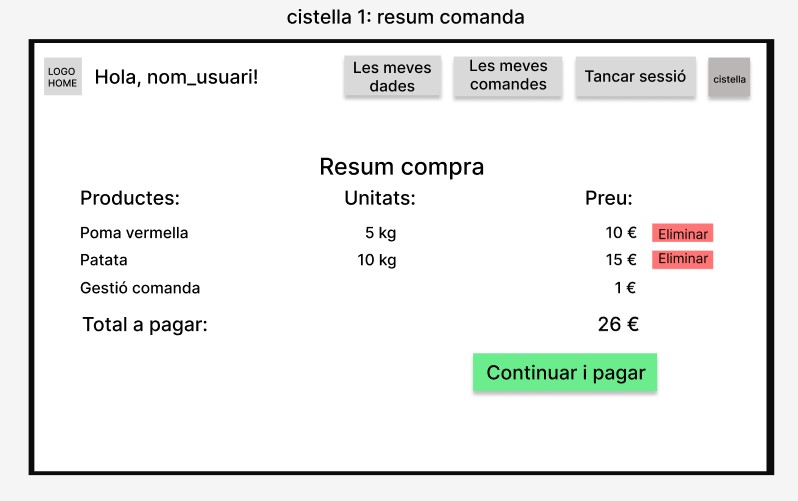 cistella 1: resum comanda
LOGO
HOME
Hola, nom_usuari!
Les meves
dades
Les meves
comandes
Tancar sessió
cistella
Resum compra
Productes: Unitats: Preu:
Poma vermella 5 kg 10 € Eliminar
Patata 10 kg 15 € Eliminar
Gestió comanda 1 €
Total a pagar: 26 €
Continuar i pagar